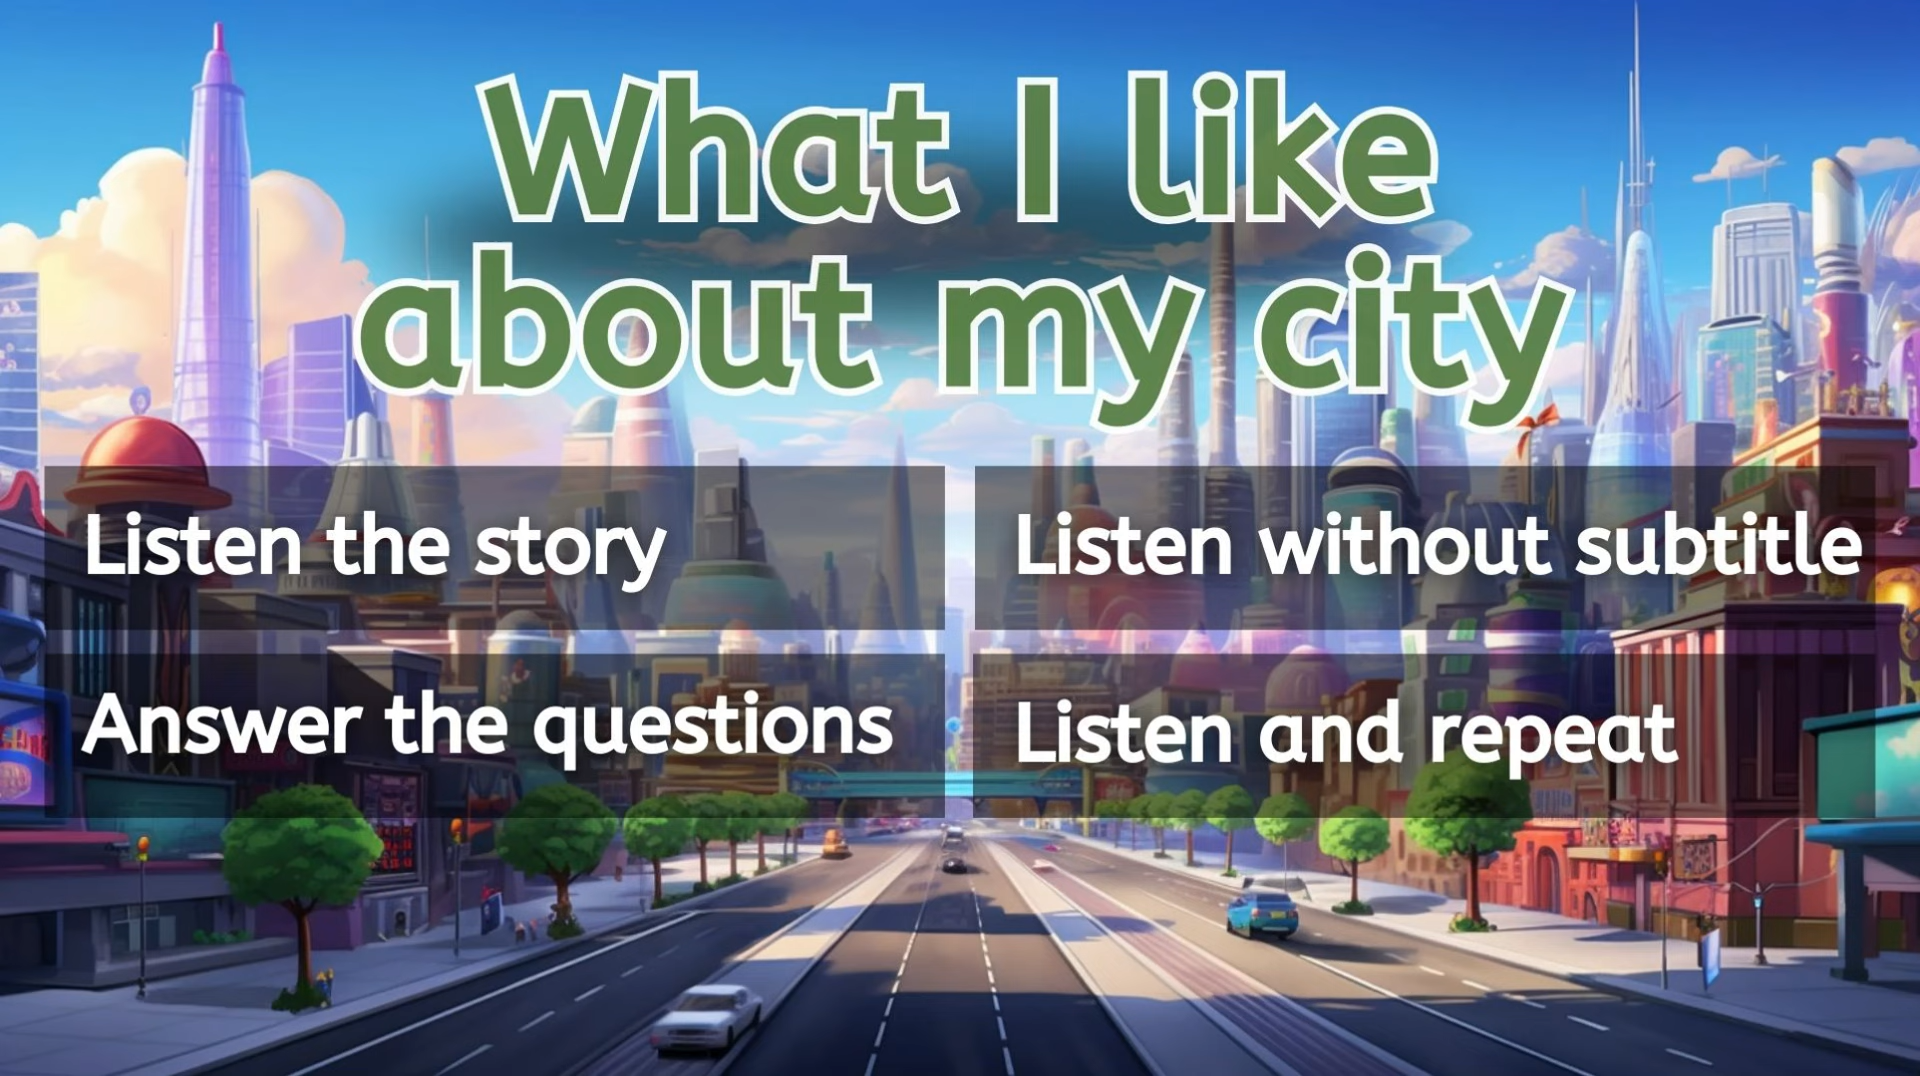 What I like
about my city
Listen the story
Listen without subtitle
Answer the questions
Listen and repeat